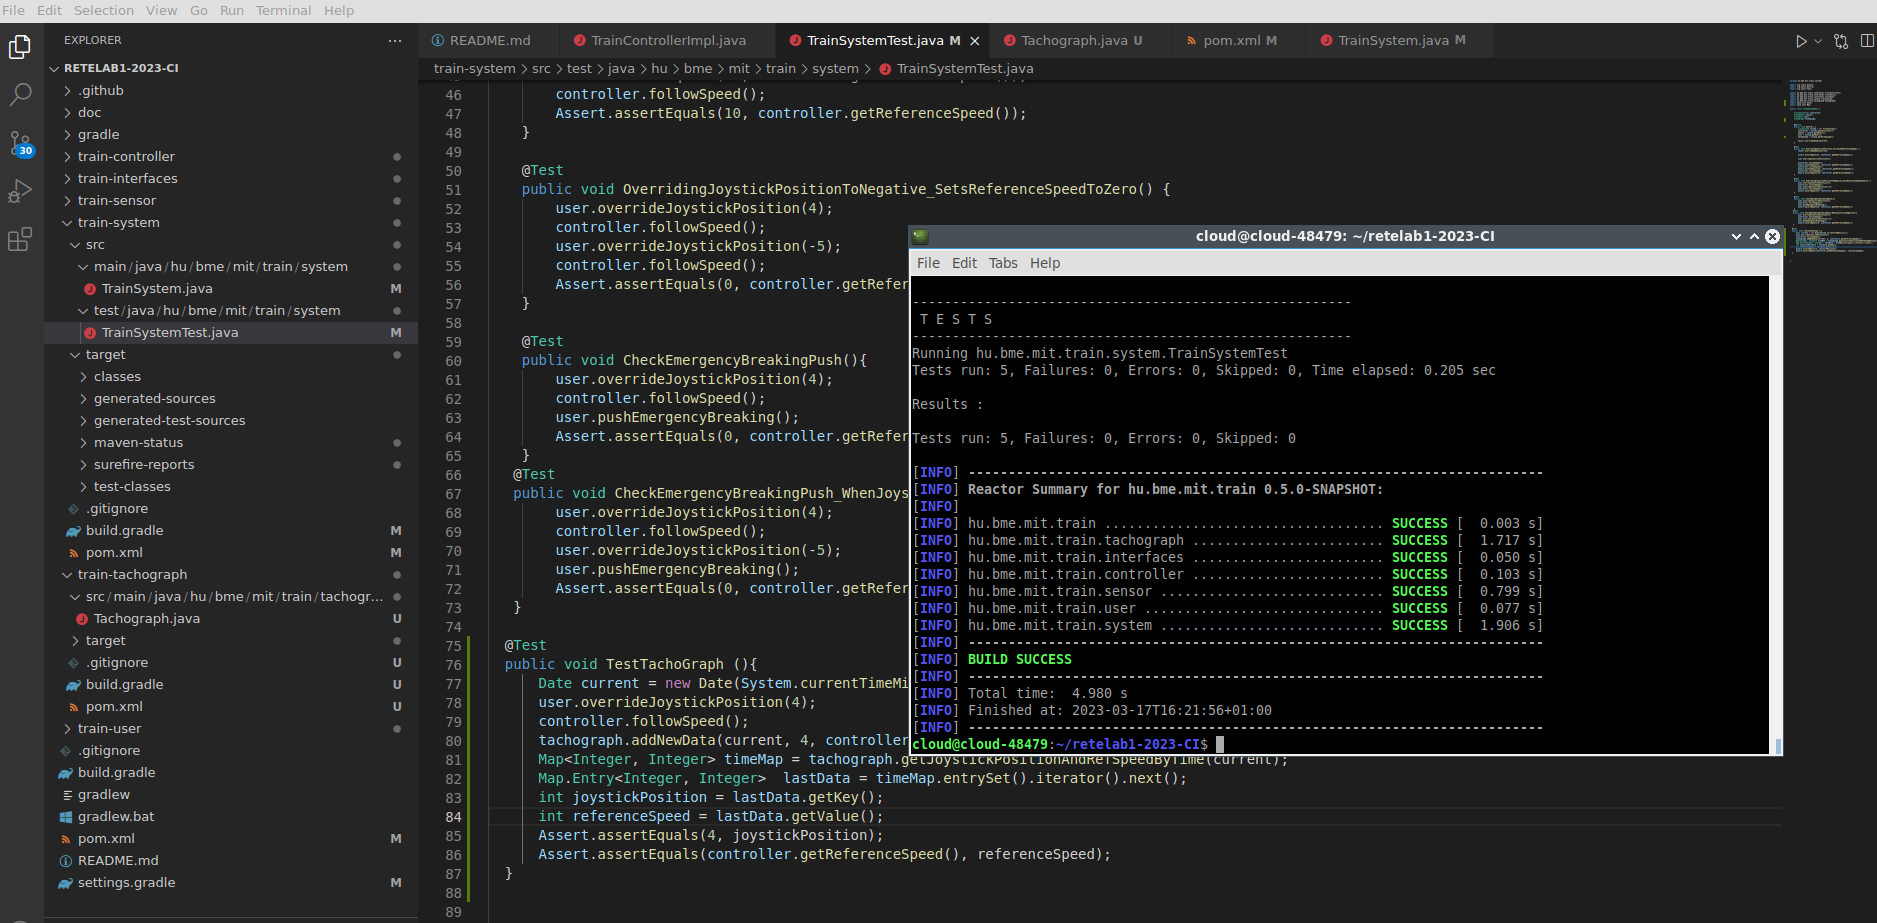 File Edit Selection View Go Run Terminal Help
EXPLORER ...
README.md
TrainControllerImpl.java
TrainSystemTest.java M
Tachograph.java U
pom.xml M
TrainSystem.java M
train-system > src > test > java > hu > bme > mit > train > system > TrainSystemTest.java
RETELAB1-2023-CI
.github
doc
gradle
train-controller
train-interfaces
train-sensor
train-system
src
main/java/hu/bme/mit/train/system
TrainSystem.java M
test/java/hu/bme/mit/train/system
TrainSystemTest.java M
target
classes
generated-sources
generated-test-sources
maven-status
surefire-reports
test-classes
.gitignore
build.gradle M
pom.xml M
train-tachograph
src/main/java/hu/bme/mit/train/tachogr...
Tachograph.java U
target
.gitignore U
build.gradle U
pom.xml U
train-user
.gitignore
build.gradle
gradlew
gradlew.bat
pom.xml M
README.md
settings.gradle M
30
46 controller.followSpeed();
47 Assert.assertEquals(10, controller.getReferenceSpeed());
48 }
49
50 @Test
51 public void OverridingJoystickPositionToNegative_SetsReferenceSpeedToZero() {
52 user.overrideJoystickPosition(4);
53 controller.followSpeed();
54 user.overrideJoystickPosition(-5);
55 controller.followSpeed();
56 Assert.assertEquals(0, controller.getRefer
57 }
58
59 @Test
60 public void CheckEmergencyBreakingPush(){
61 user.overrideJoystickPosition(4);
62 controller.followSpeed();
63 user.pushEmergencyBreaking();
64 Assert.assertEquals(0, controller.getRefer
65 }
66 @Test
67 public void CheckEmergencyBreakingPush_WhenJoys
68 user.overrideJoystickPosition(4);
69 controller.followSpeed();
70 user.overrideJoystickPosition(-5);
71 user.pushEmergencyBreaking();
72 Assert.assertEquals(0, controller.getRefer
73 }
74
75 @Test
76 public void TestTachoGraph (){
77 Date current = new Date(System.currentTimeMi
78 user.overrideJoystickPosition(4);
79 controller.followSpeed();
80 tachograph.addNewData(current, 4, controller
81 Map<Integer, Integer> timeMap = tachograph.getJoystickPositionAndRefSpeedByTime(current);
82 Map.Entry<Integer, Integer> lastData = timeMap.entrySet().iterator().next();
83 int joystickPosition = lastData.getKey();
84 int referenceSpeed = lastData.getValue();
85 Assert.assertEquals(4, joystickPosition);
86 Assert.assertEquals(controller.getReferenceSpeed(), referenceSpeed);
87 }
88
89
cloud@cloud-48479: ~/retelab1-2023-CI
File Edit Tabs Help
-------------------------------------------------------
T E S T S
-------------------------------------------------------
Running hu.bme.mit.train.system.TrainSystemTest
Tests run: 5, Failures: 0, Errors: 0, Skipped: 0, Time elapsed: 0.205 sec
Results :
Tests run: 5, Failures: 0, Errors: 0, Skipped: 0
[INFO] ------------------------------------------------------------------------
[INFO] Reactor Summary for hu.bme.mit.train 0.5.0-SNAPSHOT:
[INFO]
[INFO] hu.bme.mit.train ................................... SUCCESS [  0.003 s]
[INFO] hu.bme.mit.train.tachograph ........................ SUCCESS [  1.717 s]
[INFO] hu.bme.mit.train.interfaces ........................ SUCCESS [  0.050 s]
[INFO] hu.bme.mit.train.controller ........................ SUCCESS [  0.103 s]
[INFO] hu.bme.mit.train.sensor ............................ SUCCESS [  0.799 s]
[INFO] hu.bme.mit.train.user .............................. SUCCESS [  0.077 s]
[INFO] hu.bme.mit.train.system ............................ SUCCESS [  1.906 s]
[INFO] ------------------------------------------------------------------------
[INFO] BUILD SUCCESS
[INFO] ------------------------------------------------------------------------
[INFO] Total time:  4.980 s
[INFO] Finished at: 2023-03-17T16:21:56+01:00
[INFO] ------------------------------------------------------------------------
cloud@cloud-48479:~/retelab1-2023-CI$